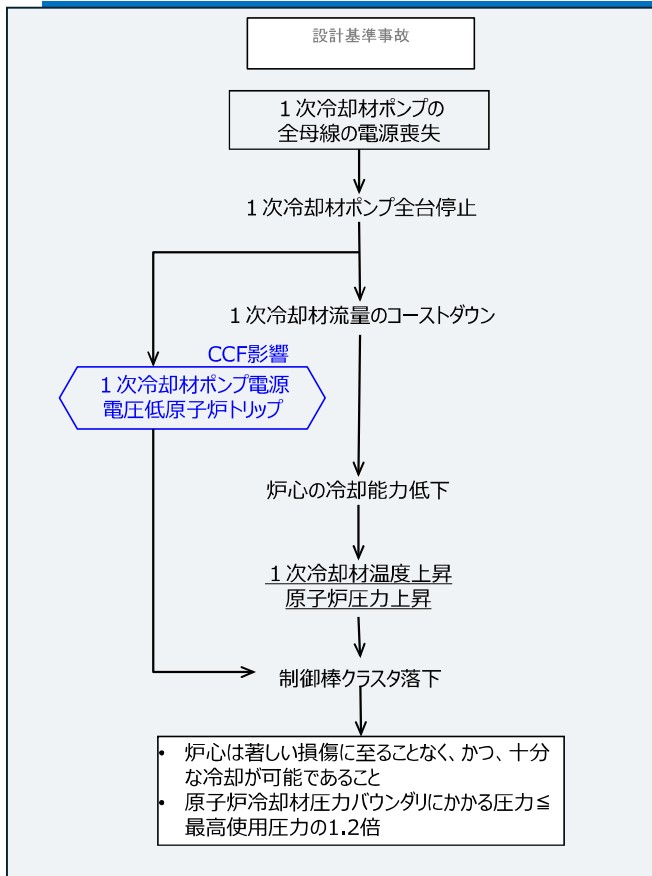 設計基準事故
１次冷却材ポンプの
全母線の電源喪失
１次冷却材ポンプ全台停止
１次冷却材流量のコーストダウン
CCF影響
１次冷却材ポンプ電源
電圧低原子炉トリップ
炉心の冷却能力低下
１次冷却材温度上昇
原子炉圧力上昇
制御棒クラスタ落下
• 炉心は著しい損傷に至ることなく、かつ、十分
な冷却が可能であること
• 原子炉冷却材圧力バウンダリにかかる圧力≦
最高使用圧力の1.2倍